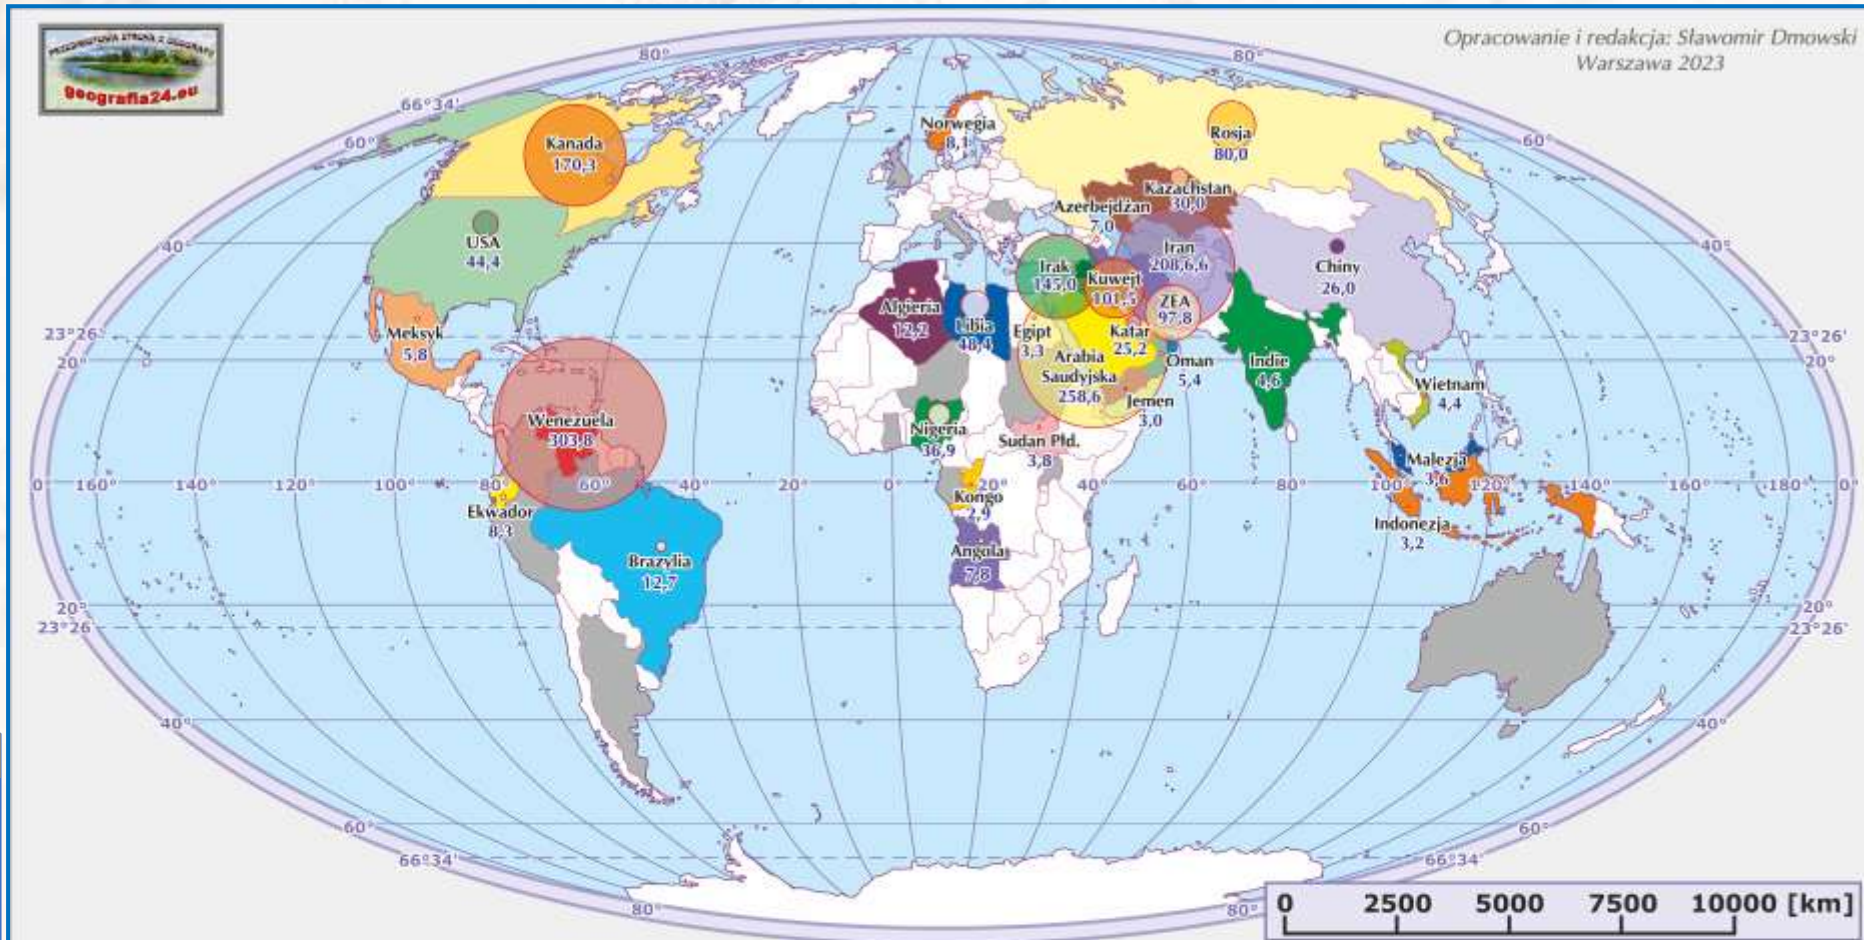 PRZEDMIOTOWA STRONA Z GEOGRAFII
geografia24.eu
Opracowanie i redakcja: Sławomir Dmowski
Warszawa 2023
80°
80°
66°34'
60°
60°
Kanada
170,3
Norwegia
8,1
Rosja
80,0
USA
44,4
Kazachstan
30,0
Azerbejdżan
7,0
40°
40°
Irak
145,0
Kuwejt
101,5
Iran
208,6,6
ZEA
97,8
Chiny
26,0
Algieria
12,2
Libia
48,4
Egipt
3,3
Katar
25,2
Arabia
Saudyjska
258,6
Oman
5,4
Jemen
3,0
Indie
4,6
Wietnam
4,4
Meksyk
5,8
23°26'
20°
23°26'
20°
Wenezuela
303,8
Nigeria
36,9
Sudan Płd.
3,8
Malezja
3,6
0° 160° 140° 100° 80° 60° 40° 20° 0° 20° 40° 60° 80° 100° 120° 140° 160° 180° 0°
Ekwador
8,3
Kongo
2,9
Indonezja
3,2
Brazylia
12,7
Angola
7,8
20°
23°26'
20°
23°26'
40°
40°
60°
60°
66°34'
66°34'
80°
80°
0 2500 5000 7500 10000 [km]